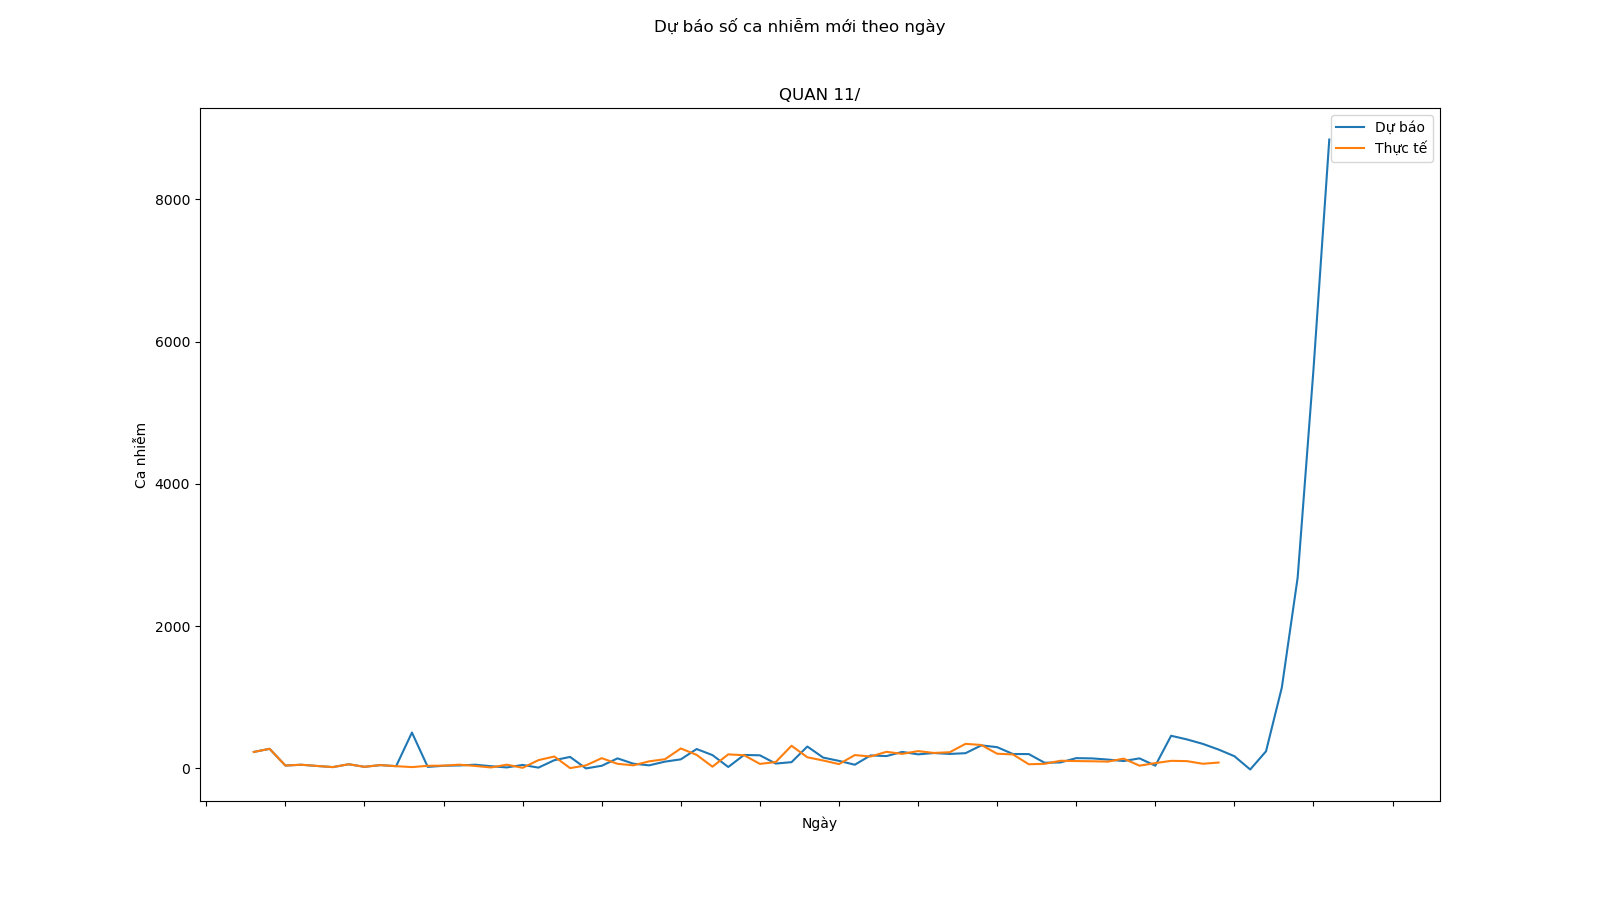 Dự báo số ca nhiễm mới theo ngày
QUAN 11/
Dự báo
Thực tế
8000
6000
4000
2000
0
Ca nhiễm
Ngày